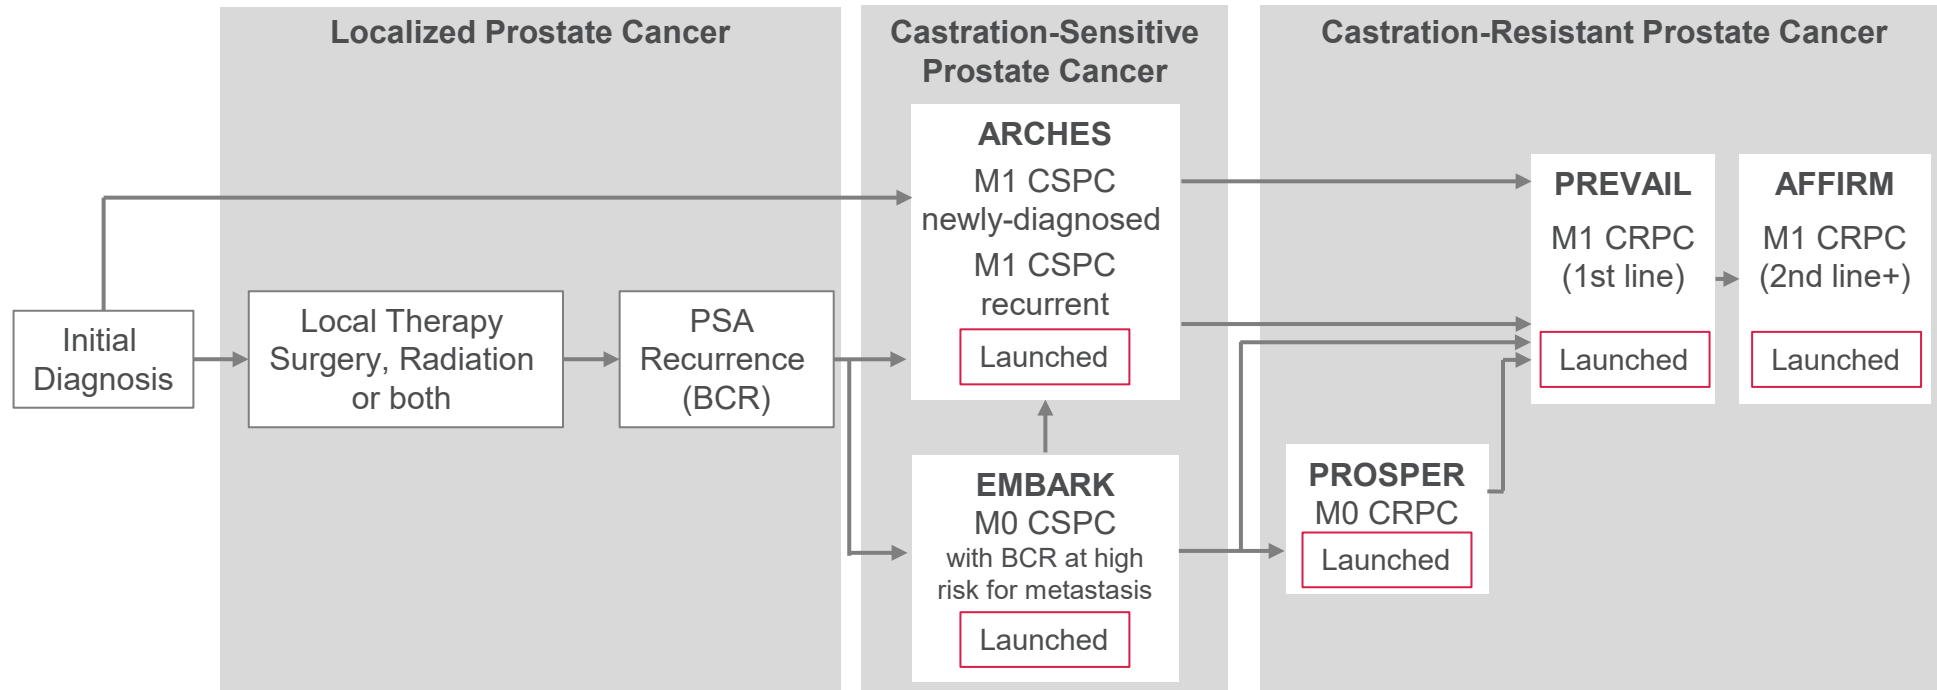 Localized Prostate Cancer
Castration-Sensitive
Prostate Cancer
Castration-Resistant Prostate Cancer
Initial
Diagnosis
Local Therapy
Surgery, Radiation
or both
PSA
Recurrence
(BCR)
ARCHES
M1 CSPC
newly-diagnosed
M1 CSPC
recurrent
Launched
EMBARK
M0 CSPC
with BCR at high
risk for metastasis
Launched
PROSPER
M0 CRPC
Launched
PREVAIL
M1 CRPC
(1st line)
Launched
AFFIRM
M1 CRPC
(2nd line+)
Launched